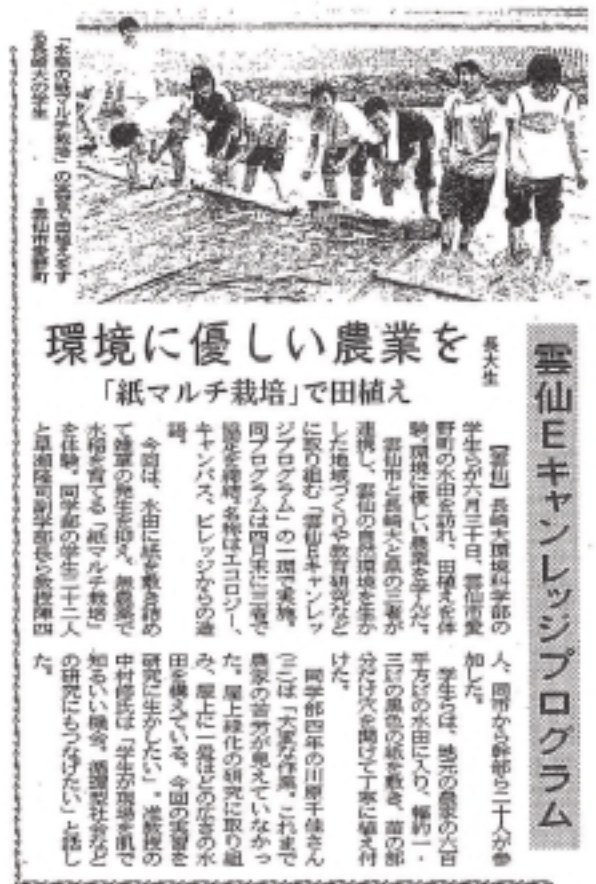 雲仙Eキャンレッジプログラム
長大生
環境に優しい農業を
「紙マルチ栽培」で田植え
「水稲の紙マルチ栽培」の実習で田植えをす
る長崎大の学生
=雲仙市愛野町
【雲仙】長崎大環境科学部の
学生らが六月三十日、雲仙市愛
野町の水田を訪れ、田植えを体
験。環境に優しい農業を学んだ。
雲仙市と長崎大と県の三者が
連携し、雲仙の自然環境を生か
した地域づくりや教育研究など
に取り組む「雲仙Eキャンレッ
ジプログラム」の一環で実施。
同プログラムは四月末に三者で
協定を締結。名称はエコロジー、
キャンパス、ビレッジからの造
語。
今回は、水田に紙を敷き詰め
て雑草の発生を抑え、無農薬で
水稲を育てる「紙マルチ栽培」
を体験。同学部の学生二十二人
と早瀬隆司副学部長ら教授陣四
人、同市から幹部ら二十人が参
加した。
学生らは、地元の農家の六百
平方㍍の水田に入り、幅約一・
三㍍の黒色の紙を敷き、苗の部
分だけ穴を開けて丁寧に植え付
けた。
同学部四年の川原千佳さん
は「大変な作業。これまで
農家の苦労が見えていなかっ
た。屋上緑化の研究に取り組
み、屋上に一畳ほどの広さの水
田を構えている。今回の実習を
研究に生かしたい」。准教授の
中村修氏は「学生が現場を肌で
知るいい機会。循環型社会など
の研究にもつなげたい」と話し
た。